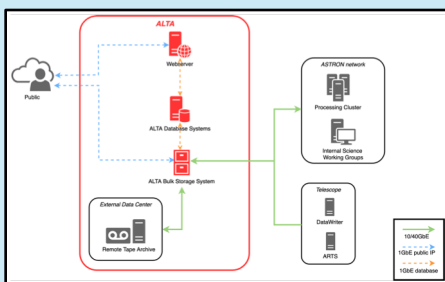 ALTA
Webserver
Public
ALTA Database Systems
ALTA Bulk Storage System
External Data Center
Remote Tape Archive
ASTRON network
Processing Cluster
Internal Science
Working Groups
Telescope
DataWriter
ARTS
10/40GbE
1GbE public IP
1GbE database